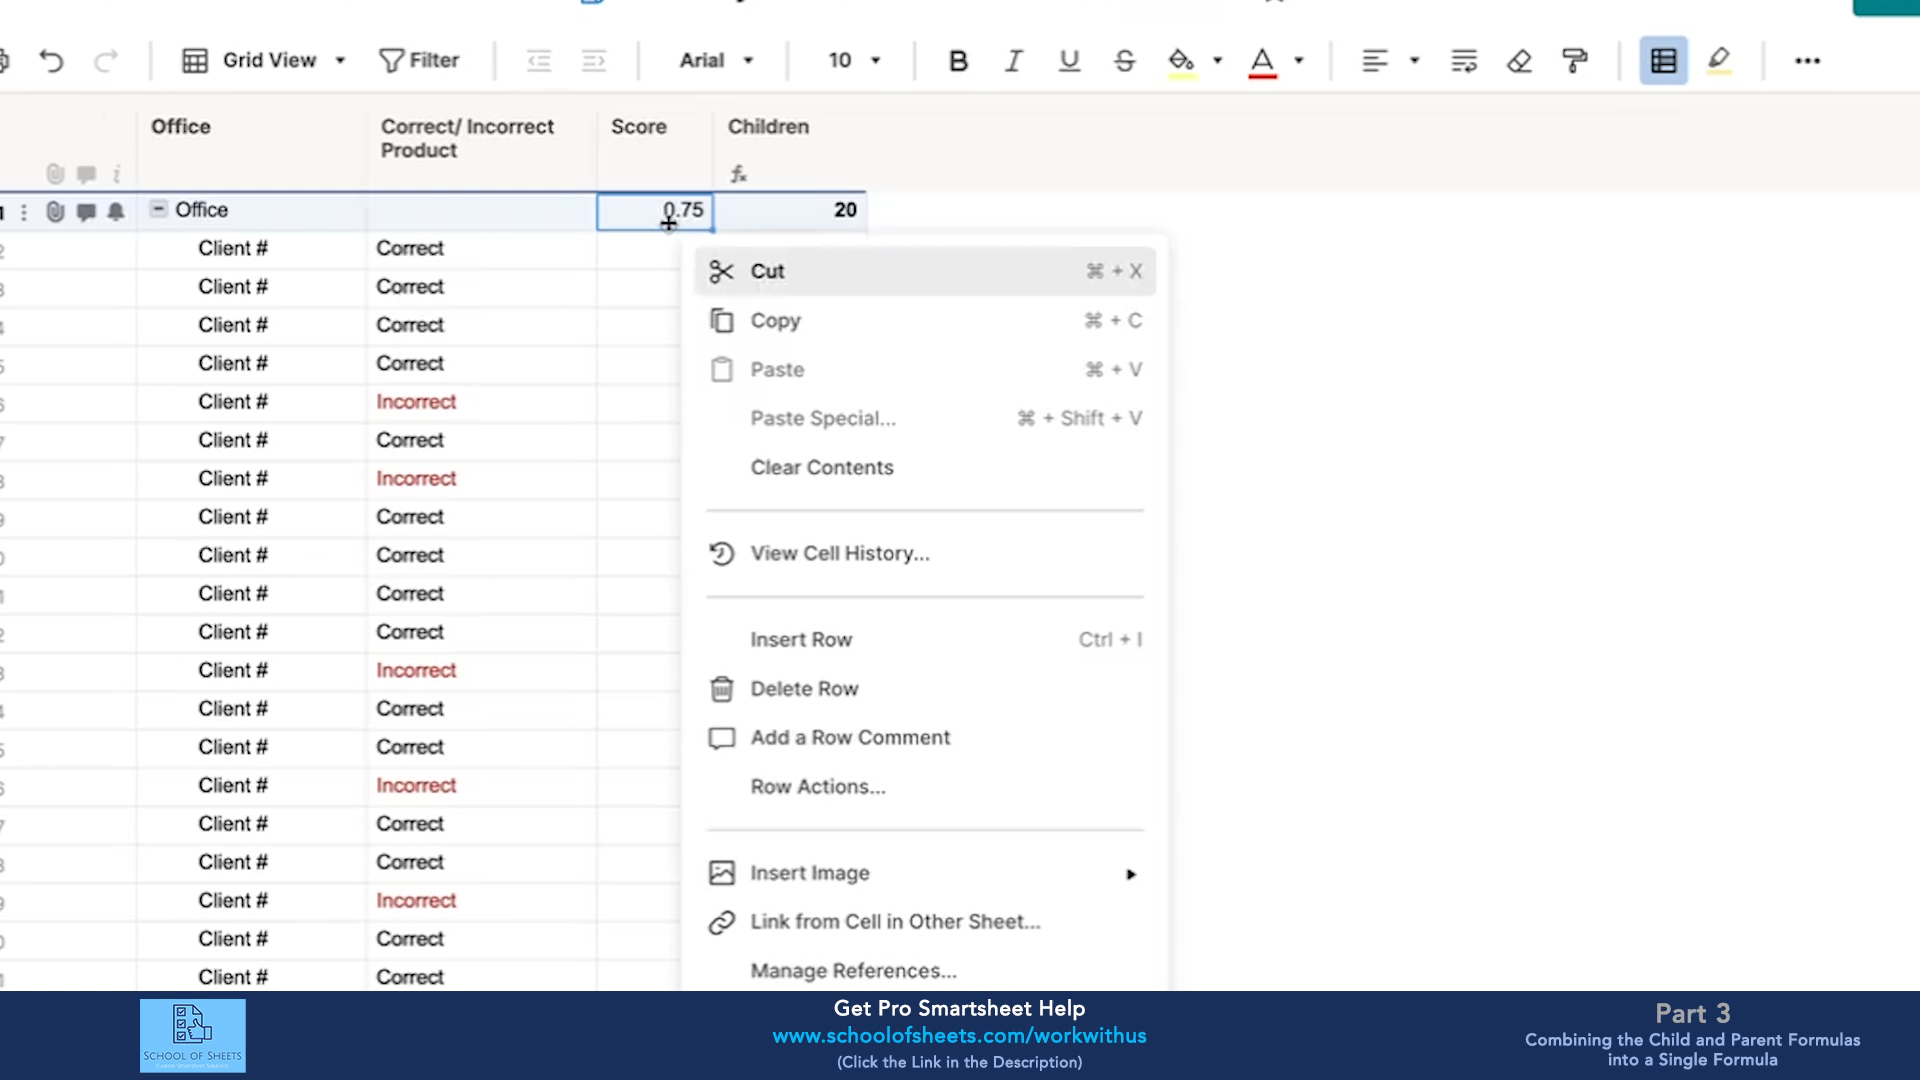 Grid View
Filter
Arial
10
B
I
U
S
A
Office
Correct/ Incorrect
Product
Score
Children
fx
Office
0.75
20
Client #
Correct
Client #
Correct
Client #
Correct
Client #
Correct
Client #
Incorrect
Client #
Correct
Client #
Incorrect
Client #
Correct
Client #
Correct
Client #
Correct
Client #
Correct
Client #
Incorrect
Client #
Correct
Client #
Correct
Client #
Incorrect
Client #
Correct
Client #
Correct
Client #
Incorrect
Client #
Correct
Client #
Correct
Cut ⌘ + X
Copy ⌘ + C
Paste ⌘ + V
Paste Special... ⌘ + Shift + V
Clear Contents
View Cell History...
Insert Row Ctrl + I
Delete Row
Add a Row Comment
Row Actions...
Insert Image
Link from Cell in Other Sheet...
Manage References...
SCHOOL OF SHEETS
Get Pro Smartsheet Help
www.schoolofsheets.com/workwithus
(Click the Link in the Description)
Part 3
Combining the Child and Parent Formulas
into a Single Formula